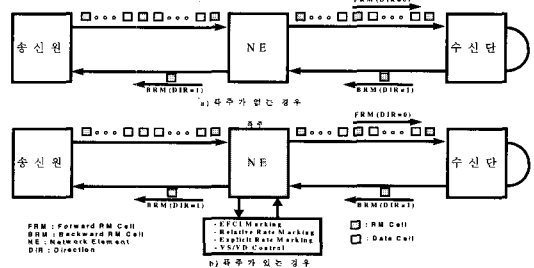 FRM(DIR=0)
송신원
NE
수신단
BRM(DIR=1)
BRM(DIR=1)
a) 폭주가 없는 경우
폭주
FRM(DIR=0)
송신원
NE
수신단
BRM(DIR=1)
BRM(DIR=1)
- EFCI Marking
- Relative Rate Marking
- Explicit Rate Marking
- VS/VD Control
FRM : Forward RM Cell
BRM : Backward RM Cell
NE : Network Element
DIR : Direction
: RM Cell
: Data Cell
b) 폭주가 있는 경우